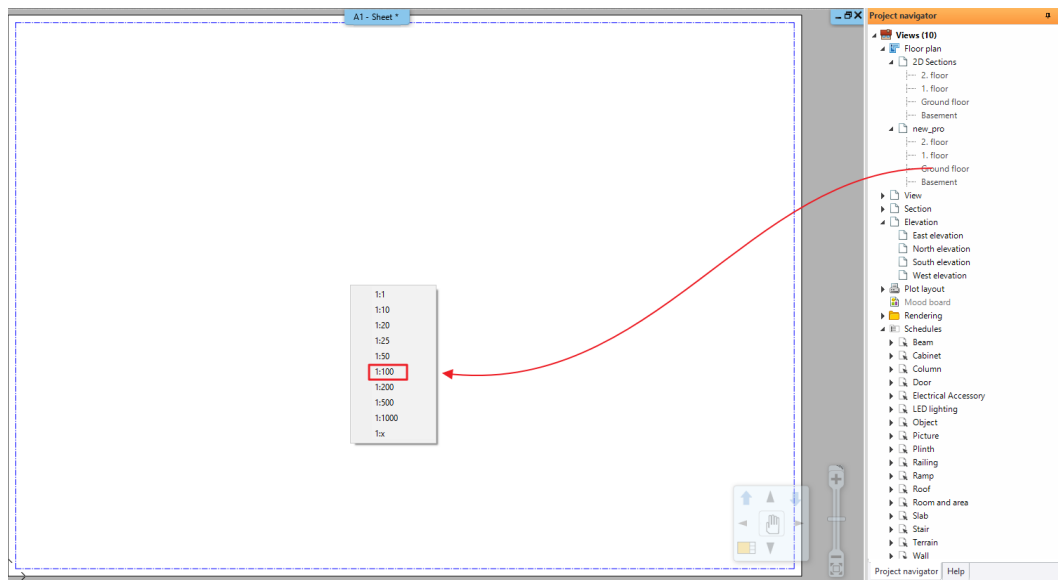 A1 - Sheet *
Project navigator
Views (10)
Floor plan
2D Sections
2. floor
1. floor
Ground floor
Basement
new_pro
2. floor
1. floor
Ground floor
Basement
View
Section
Elevation
East elevation
North elevation
South elevation
West elevation
Plot layout
Mood board
Rendering
Schedules
Beam
Cabinet
Column
Door
Electrical Accessory
LED lighting
Object
Picture
Plinth
Railing
Ramp
Roof
Room and area
Slab
Stair
Terrain
Wall
1:1
1:10
1:20
1:25
1:50
1:100
1:200
1:500
1:1000
1:x
Project navigator Help